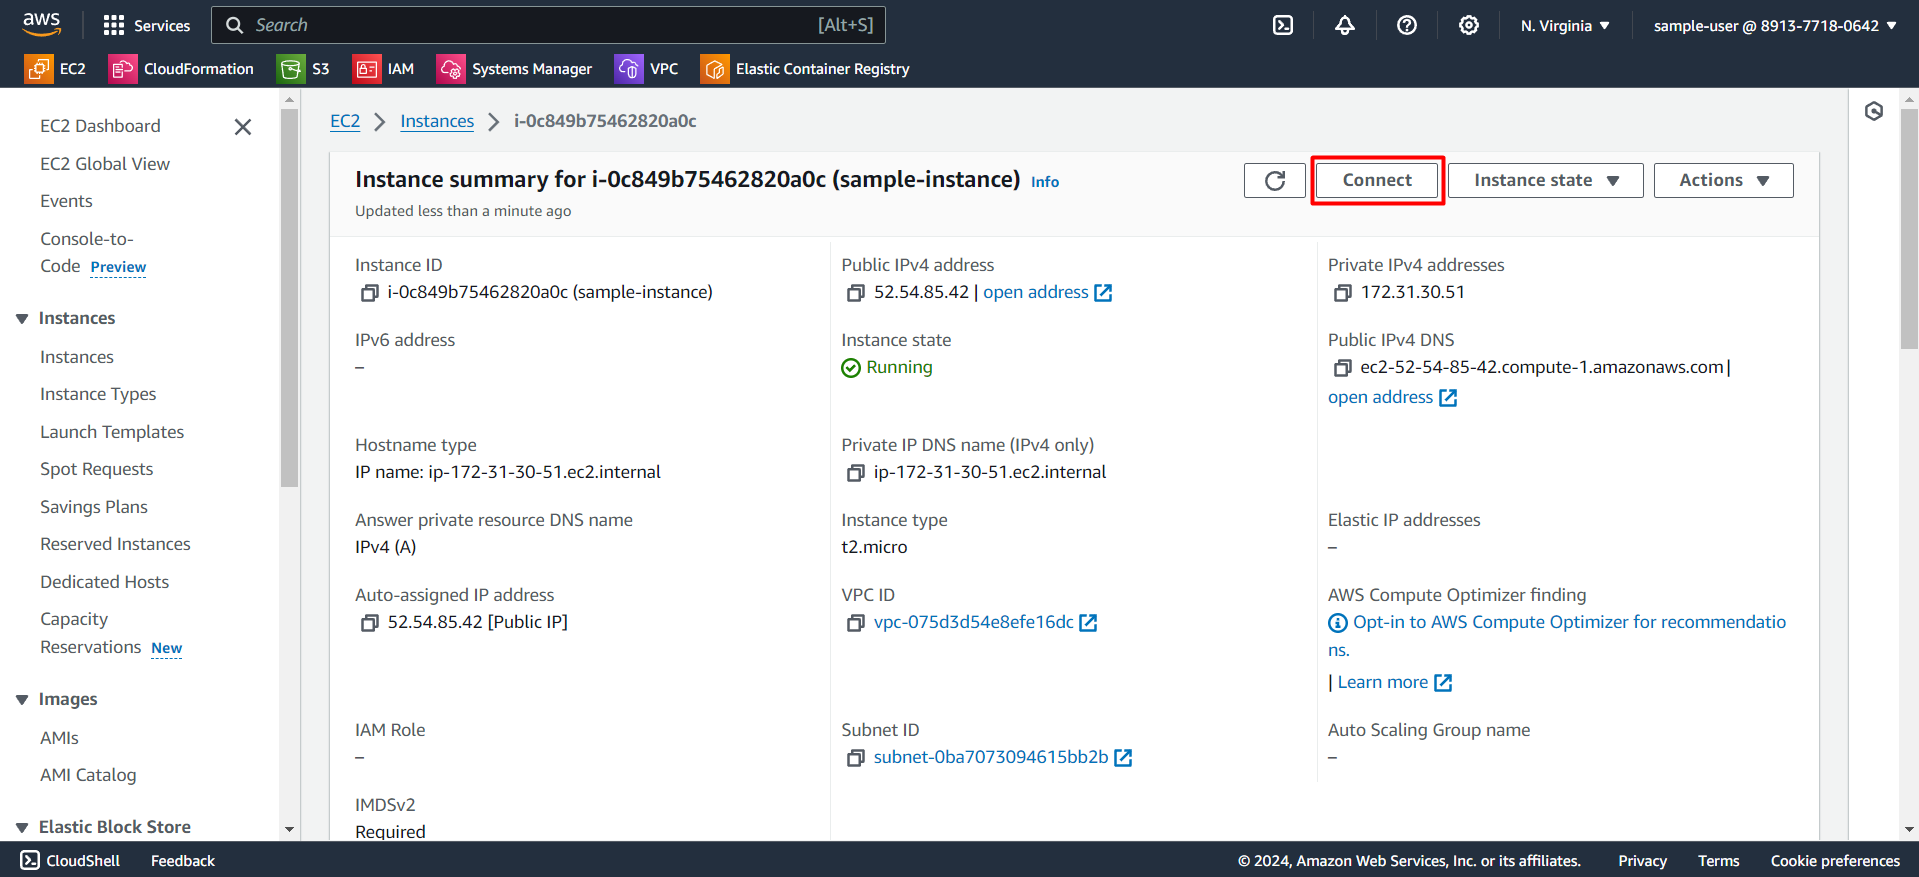 aws
Services
Search
[Alt+S]
N. Virginia
sample-user @ 8913-7718-0642
EC2
CloudFormation
S3
IAM
Systems Manager
VPC
Elastic Container Registry
EC2 Dashboard
EC2 Global View
Events
Console-to-
Code Preview
Instances
Instances
Instance Types
Launch Templates
Spot Requests
Savings Plans
Reserved Instances
Dedicated Hosts
Capacity
Reservations New
Images
AMIs
AMI Catalog
Elastic Block Store
EC2
Instances
i-0c849b75462820a0c
Instance summary for i-0c849b75462820a0c (sample-instance) Info
Updated less than a minute ago
Connect
Instance state
Actions
Instance ID
i-0c849b75462820a0c (sample-instance)
Public IPv4 address
52.54.85.42 | open address
Private IPv4 addresses
172.31.30.51
IPv6 address
–
Instance state
Running
Public IPv4 DNS
ec2-52-54-85-42.compute-1.amazonaws.com |
open address
Hostname type
IP name: ip-172-31-30-51.ec2.internal
Private IP DNS name (IPv4 only)
ip-172-31-30-51.ec2.internal
Answer private resource DNS name
IPv4 (A)
Instance type
t2.micro
Elastic IP addresses
–
Auto-assigned IP address
52.54.85.42 [Public IP]
VPC ID
vpc-075d3d54e8efe16dc
AWS Compute Optimizer finding
Opt-in to AWS Compute Optimizer for recommendatio
ns.
| Learn more
IAM Role
–
Subnet ID
subnet-0ba7073094615bb2b
Auto Scaling Group name
–
IMDSv2
Required
CloudShell
Feedback
© 2024, Amazon Web Services, Inc. or its affiliates.
Privacy
Terms
Cookie preferences